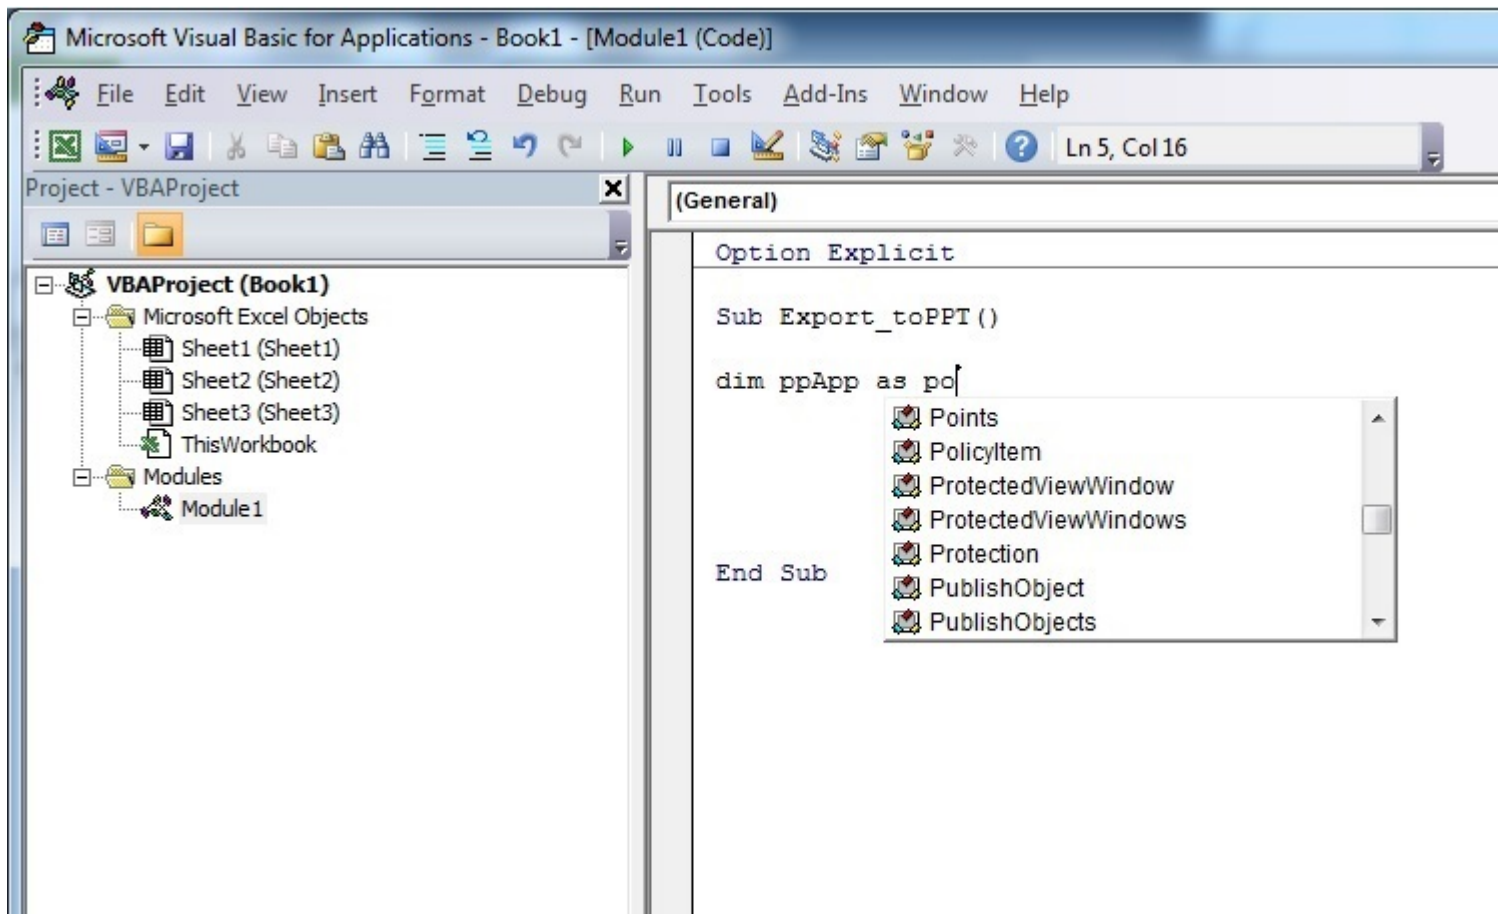 Microsoft Visual Basic for Applications - Book1 - [Module1 (Code)]
File Edit View Insert Format Debug Run Tools Add-Ins Window Help
Ln 5, Col 16
Project - VBAProject
(General)
VBAProject (Book1)
Microsoft Excel Objects
Sheet1 (Sheet1)
Sheet2 (Sheet2)
Sheet3 (Sheet3)
ThisWorkbook
Modules
Module1
Option Explicit
Sub Export_toPPT()
dim ppApp as po
Points
PolicyItem
ProtectedViewWindow
ProtectedViewWindows
Protection
PublishObject
PublishObjects
End Sub